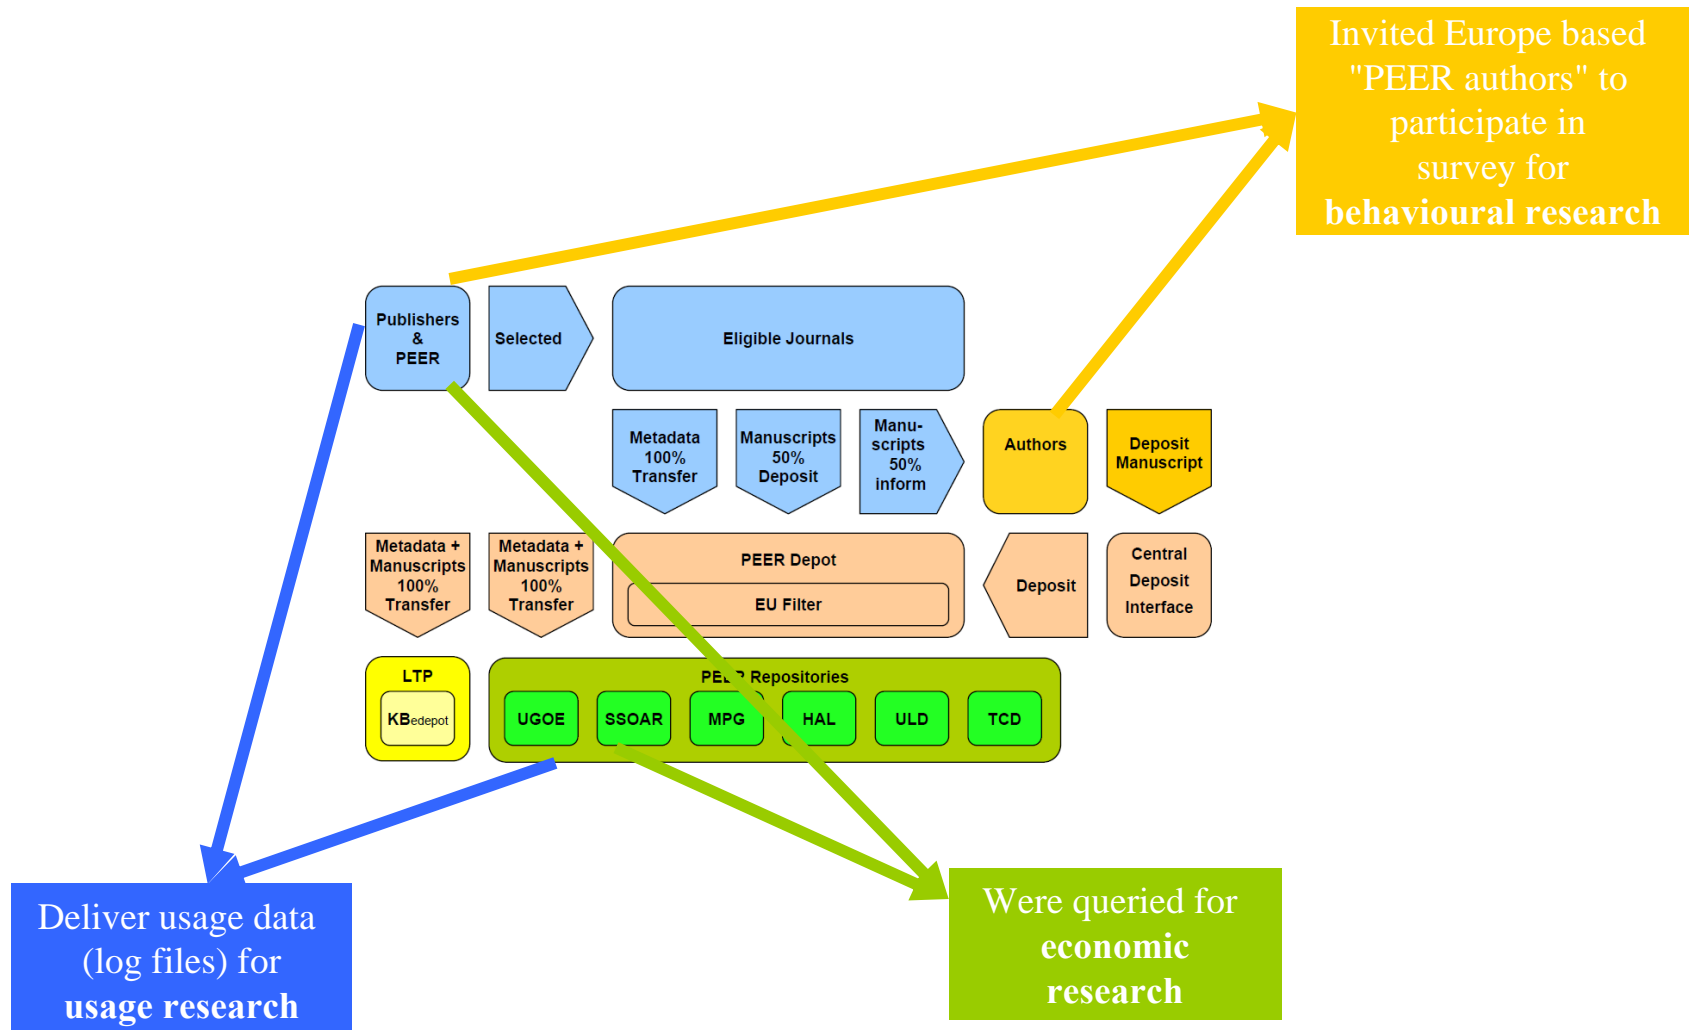 Invited Europe based
"PEER authors" to
participate in
survey for
behavioural research
Publishers
&
PEER
Selected
Eligible Journals
Metadata
100%
Transfer
Manuscripts
50%
Deposit
Manu-
scripts
50%
inform
Authors
Deposit
Manuscript
Metadata +
Manuscripts
100%
Transfer
Metadata +
Manuscripts
100%
Transfer
PEER Depot
EU Filter
Deposit
Central
Deposit
Interface
LTP
KBedepot
PEER Repositories
UGOE
SSOAR
MPG
HAL
ULD
TCD
Deliver usage data
(log files) for
usage research
Were queried for
economic
research